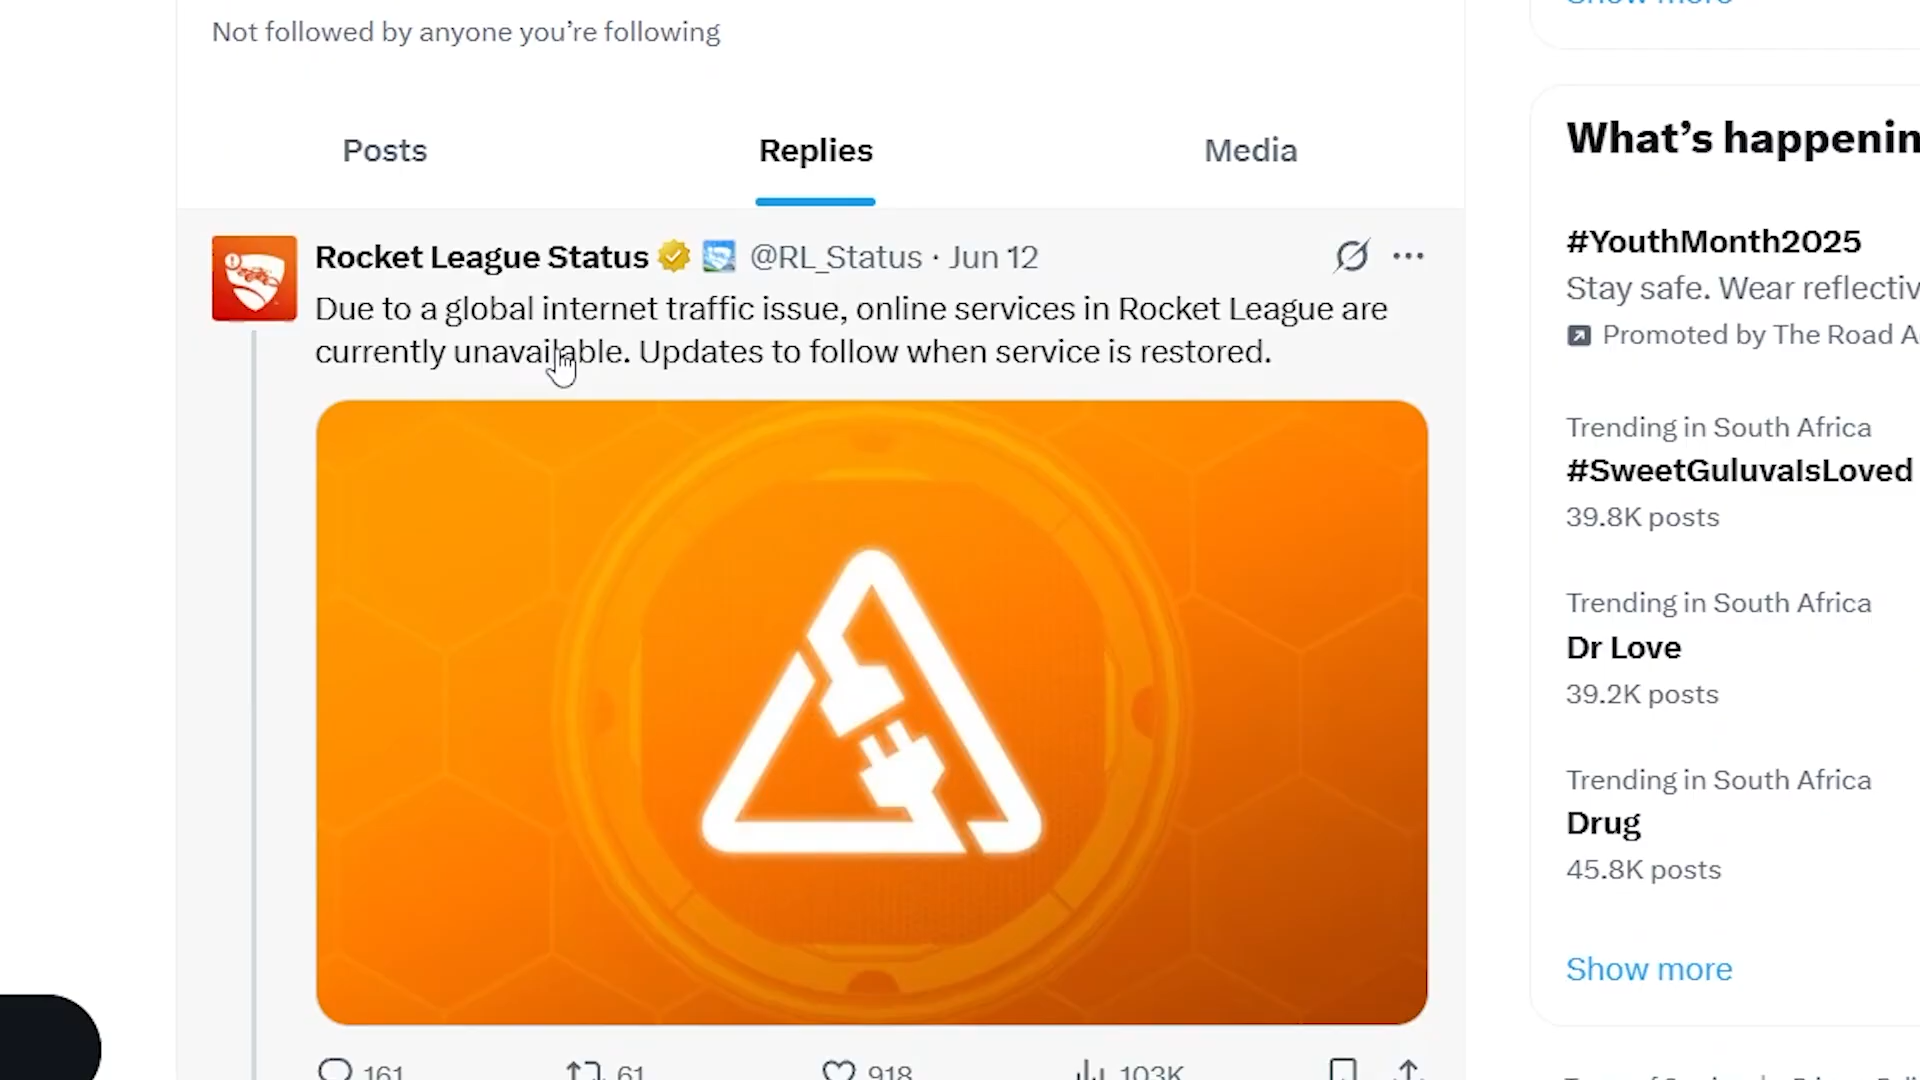 Not followed by anyone you’re following
Posts
Replies
Media
Rocket League Status @RL_Status · Jun 12
Due to a global internet traffic issue, online services in Rocket League are
currently unavailable. Updates to follow when service is restored.
161
61
918
103K
Show more
What’s happenin
#YouthMonth2025
Stay safe. Wear reflectiv
Promoted by The Road A
Trending in South Africa
#SweetGuluvaIsLoved
39.8K posts
Trending in South Africa
Dr Love
39.2K posts
Trending in South Africa
Drug
45.8K posts
Show more